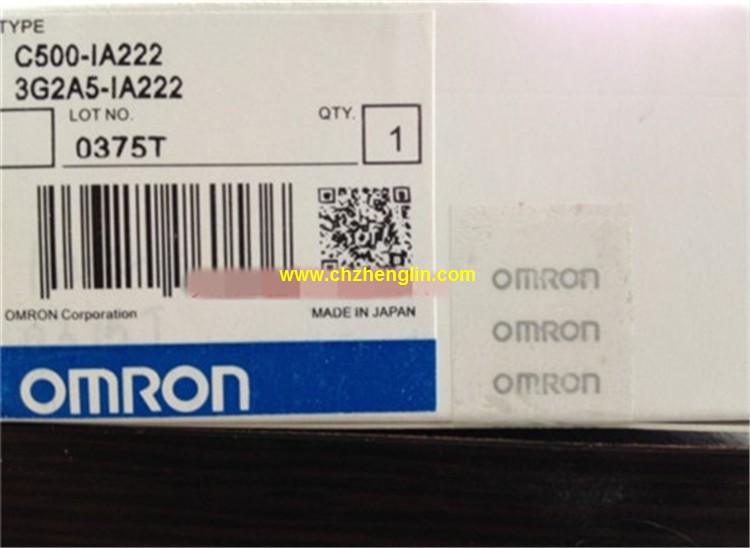 TYPE
C500-IA222
3G2A5-IA222
LOT NO.
QTY.
0375T
1
www.chzhenglin.com
OMRON Corporation
MADE IN JAPAN
OMRON
OMRON
OMRON
OMRON